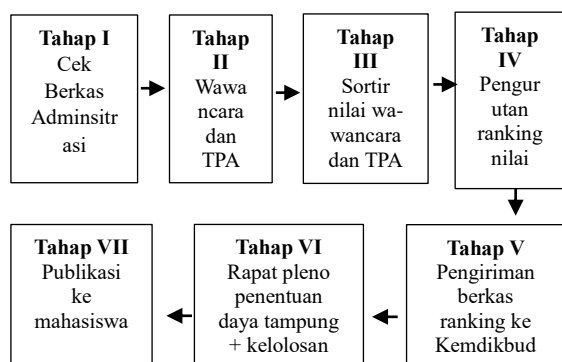 Tahap I
Cek
Berkas
Adminsitr
asi
Tahap
II
Wawa
ncara
dan
TPA
Tahap
III
Sortir
nilai wa-
wancara
dan TPA
Tahap
IV
Pengur
utan
ranking
nilai
Tahap V
Pengiriman
berkas
ranking ke
Kemdikbud
Tahap VI
Rapat pleno
penentuan
daya tampung
+ kelolosan
Tahap VII
Publikasi
ke
mahasiswa